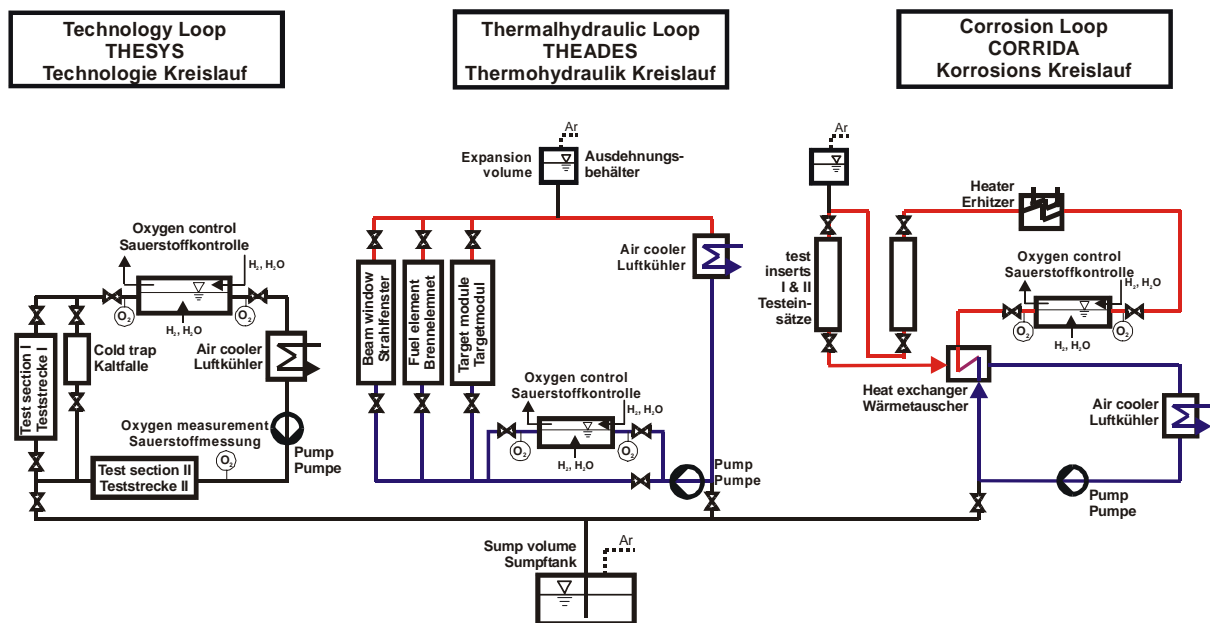 Technology Loop
THESYS
Technologie Kreislauf
Thermalhydraulic Loop
THEADES
Thermohydraulik Kreislauf
Corrosion Loop
CORRIDA
Korrosions Kreislauf
Oxygen control
Sauerstoffkontrolle
H₂, H₂O
O₂
O₂
H₂, H₂O
Test section I
Teststrecke I
Cold trap
Kaltfalle
Air cooler
Luftkühler
Oxygen measurement
Sauerstoffmessung
O₂
Pump
Pumpe
Test section II
Teststrecke II
Ar
Expansion
volume
Ausdehnungs-
behälter
Beam window
Strahlfenster
Fuel element
Brennelemnet
Target module
Targetmodul
Air cooler
Luftkühler
Oxygen control
Sauerstoffkontrolle
H₂, H₂O
O₂
O₂
H₂, H₂O
Pump
Pumpe
Ar
Heater
Erhitzer
test
inserts
I & II
Testein-
sätze
Oxygen control
Sauerstoffkontrolle
H₂, H₂O
O₂
O₂
H₂, H₂O
Heat exchanger
Wärmetauscher
Air cooler
Luftkühler
Pump
Pumpe
Sump volume
Sumpftank
Ar